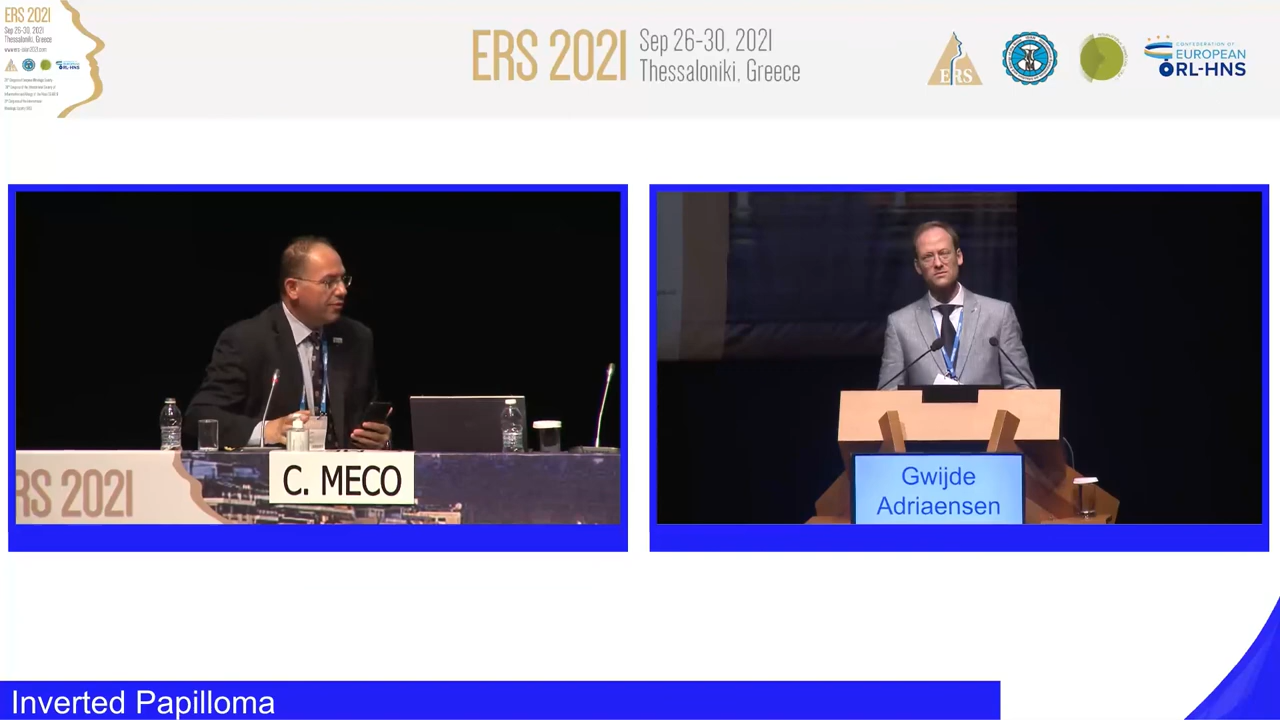 ERS 2021
Sep 26-30, 2021
Thessaloniki, Greece
ERS 2021
Sep 26-30, 2021
Thessaloniki, Greece
ERS
CONFEDERATION OF
EUROPEAN
ORL-HNS
RS 2021
C. MECO
Gwijde
Adriaensen
Inverted Papilloma